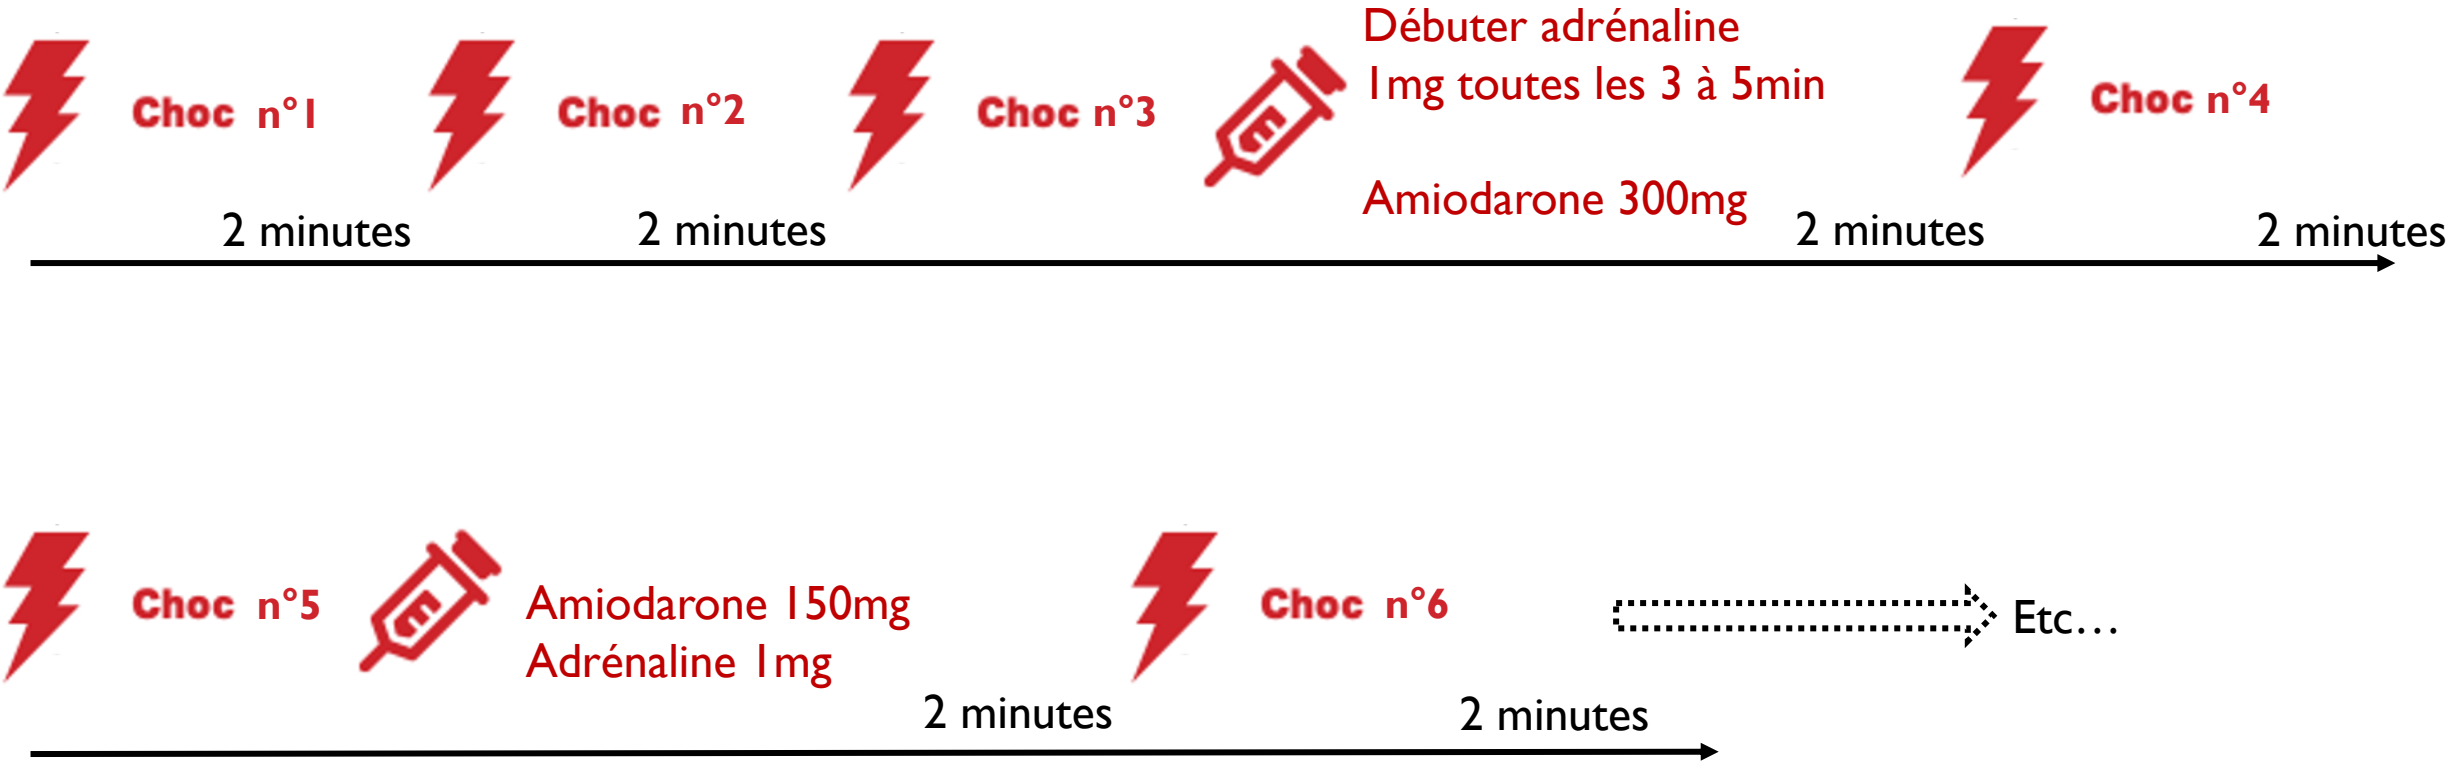 Débuter adrénaline
1mg toutes les 3 à 5min
Choc n°1
Choc n°2
Choc n°3
Choc n°4
Amiodarone 300mg
2 minutes
2 minutes
2 minutes
2 minutes
Choc n°5
Amiodarone 150mg
Adrénaline 1mg
Choc n°6
Etc…
2 minutes
2 minutes